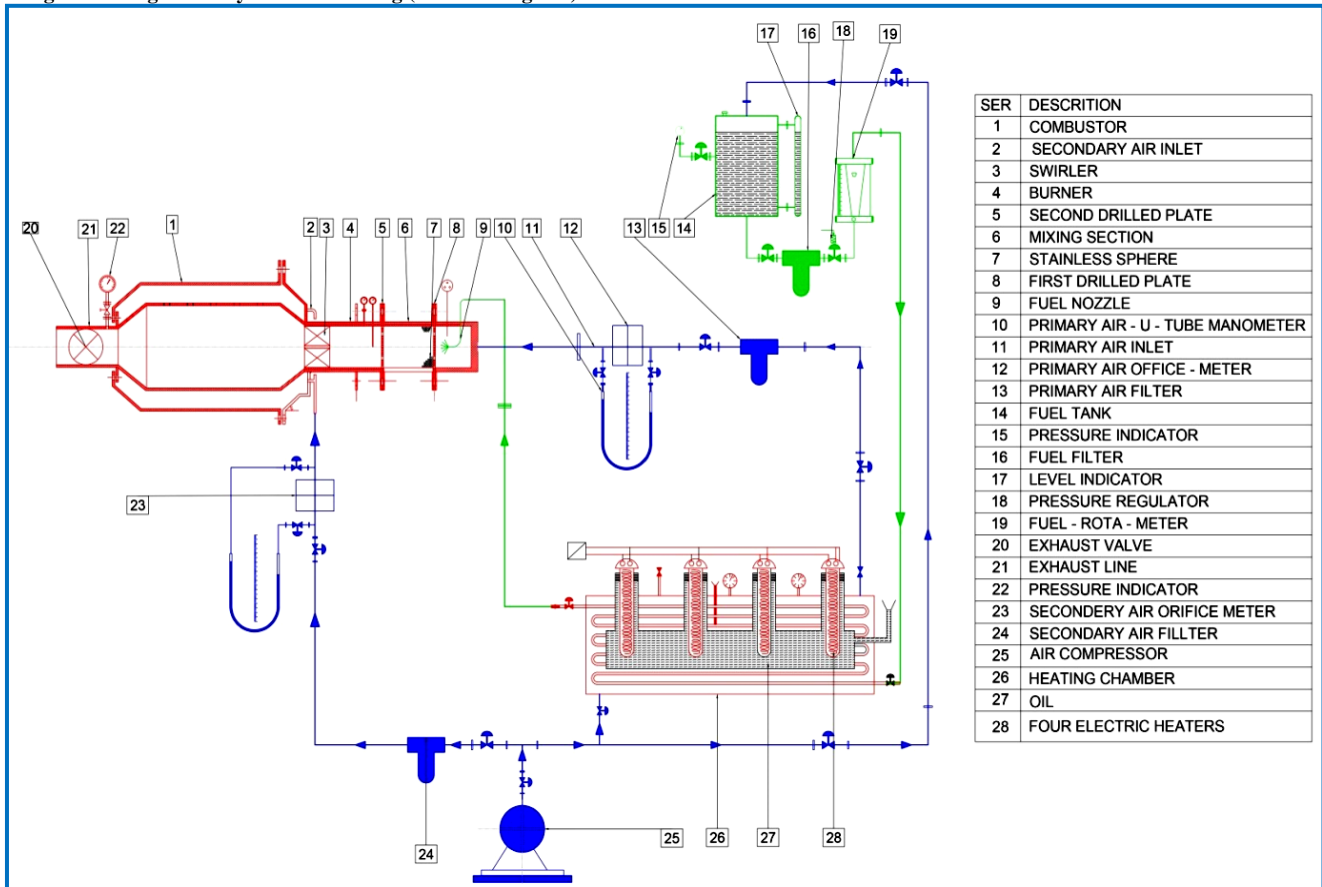 17 16 18 19
20 21 22 1 2 3 4 5 6 7 8 9 10 11 12 13 15 14
23
24 25 26 27 28
SER DESCRITION
1 COMBUSTOR
2 SECONDARY AIR INLET
3 SWIRLER
4 BURNER
5 SECOND DRILLED PLATE
6 MIXING SECTION
7 STAINLESS SPHERE
8 FIRST DRILLED PLATE
9 FUEL NOZZLE
10 PRIMARY AIR - U - TUBE MANOMETER
11 PRIMARY AIR INLET
12 PRIMARY AIR OFFICE - METER
13 PRIMARY AIR FILTER
14 FUEL TANK
15 PRESSURE INDICATOR
16 FUEL FILTER
17 LEVEL INDICATOR
18 PRESSURE REGULATOR
19 FUEL - ROTA - METER
20 EXHAUST VALVE
21 EXHAUST LINE
22 PRESSURE INDICATOR
23 SECONDERY AIR ORIFICE METER
24 SECONDARY AIR FILLTER
25 AIR COMPRESSOR
26 HEATING CHAMBER
27 OIL
28 FOUR ELECTRIC HEATERS